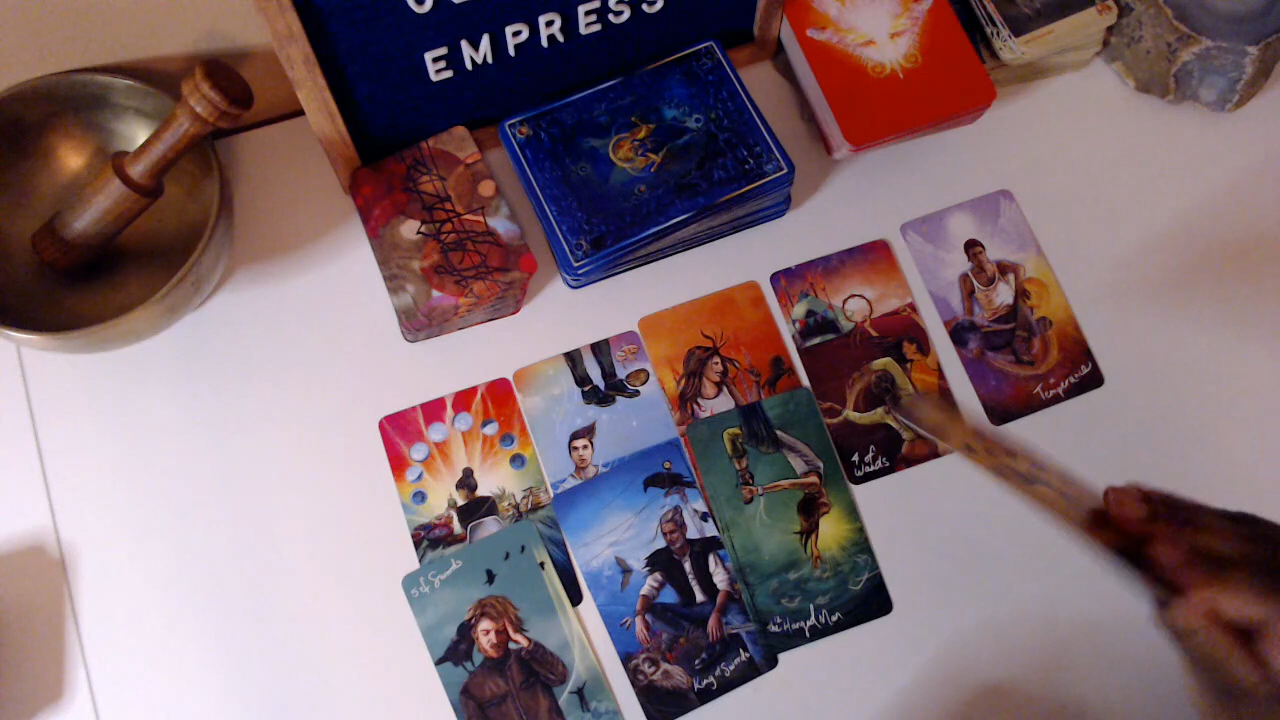 EMPRESS
Temperance
4 of
Wands
5 of Swords
The Hanged Man
King of Swords